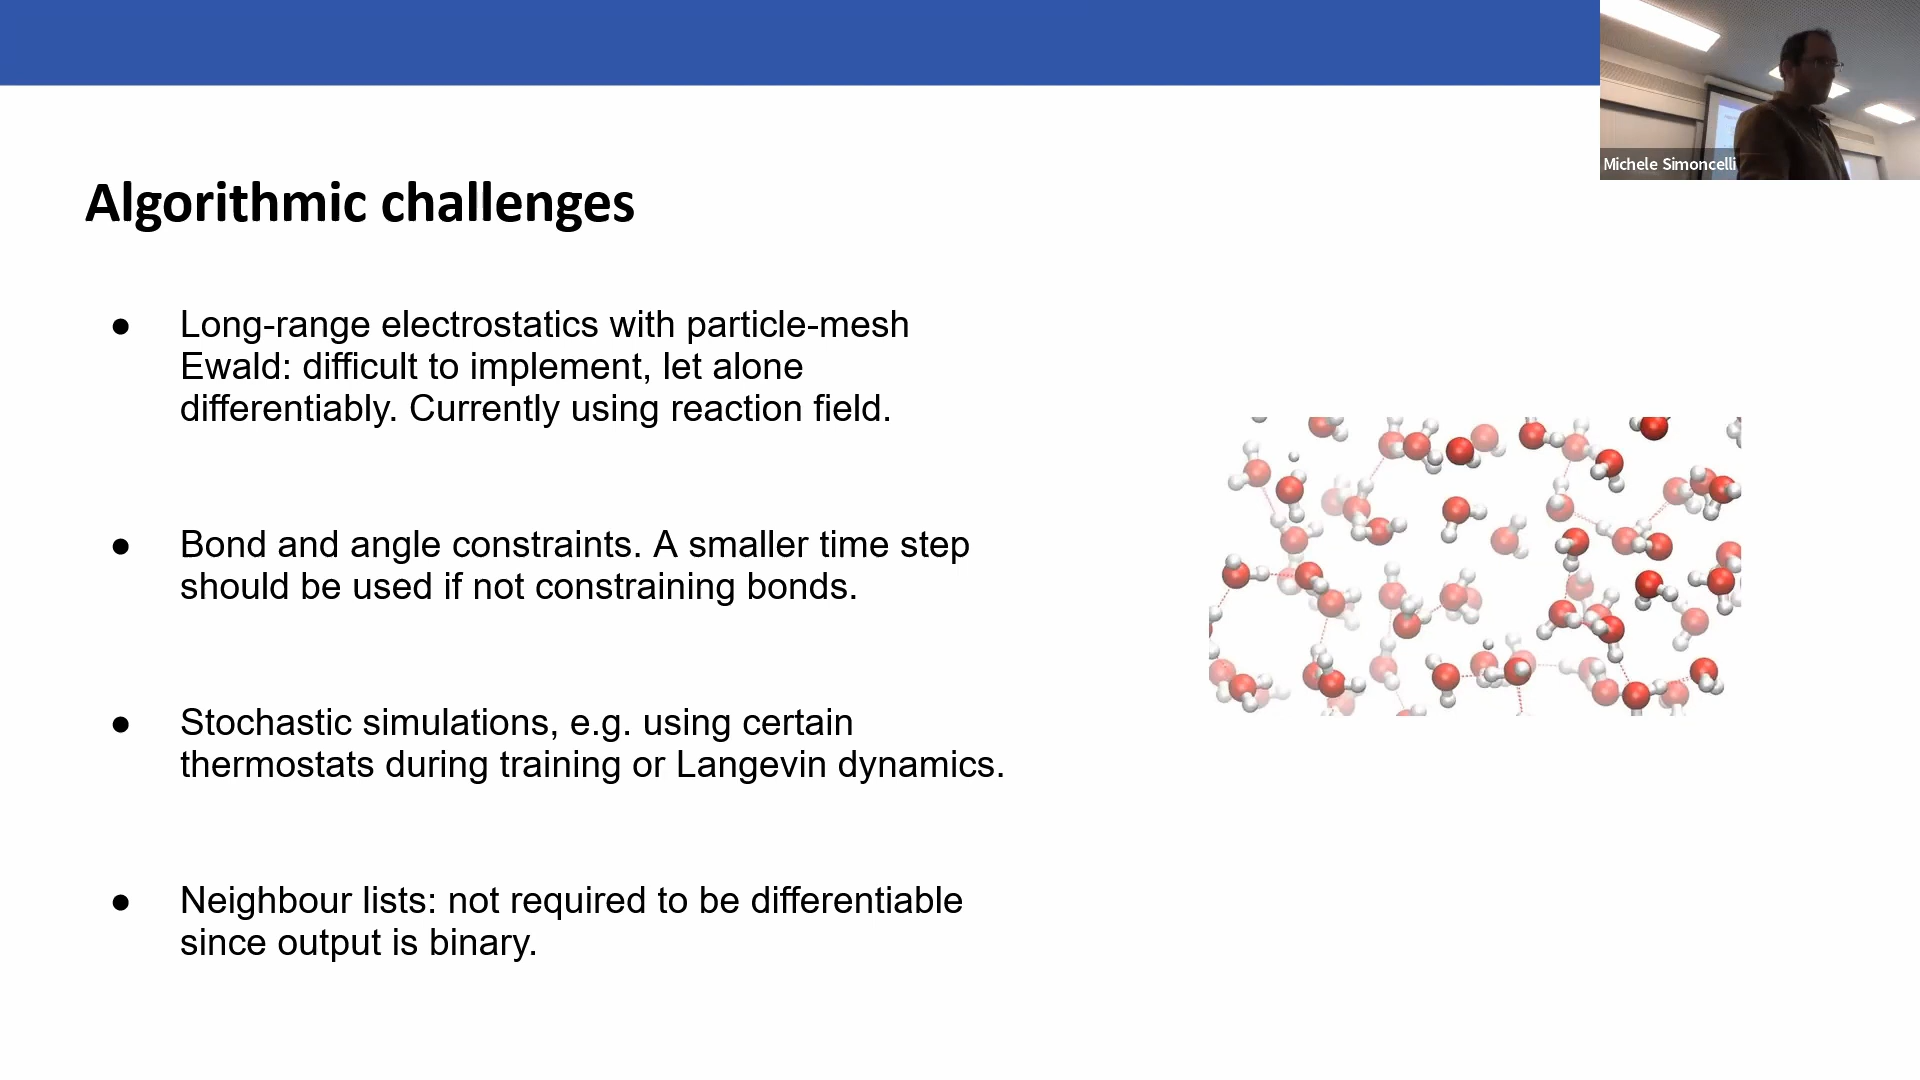 Michele Simoncelli
Algorithmic challenges
● Long-range electrostatics with particle-mesh
Ewald: difficult to implement, let alone
differentiably. Currently using reaction field.
● Bond and angle constraints. A smaller time step
should be used if not constraining bonds.
● Stochastic simulations, e.g. using certain
thermostats during training or Langevin dynamics.
● Neighbour lists: not required to be differentiable
since output is binary.